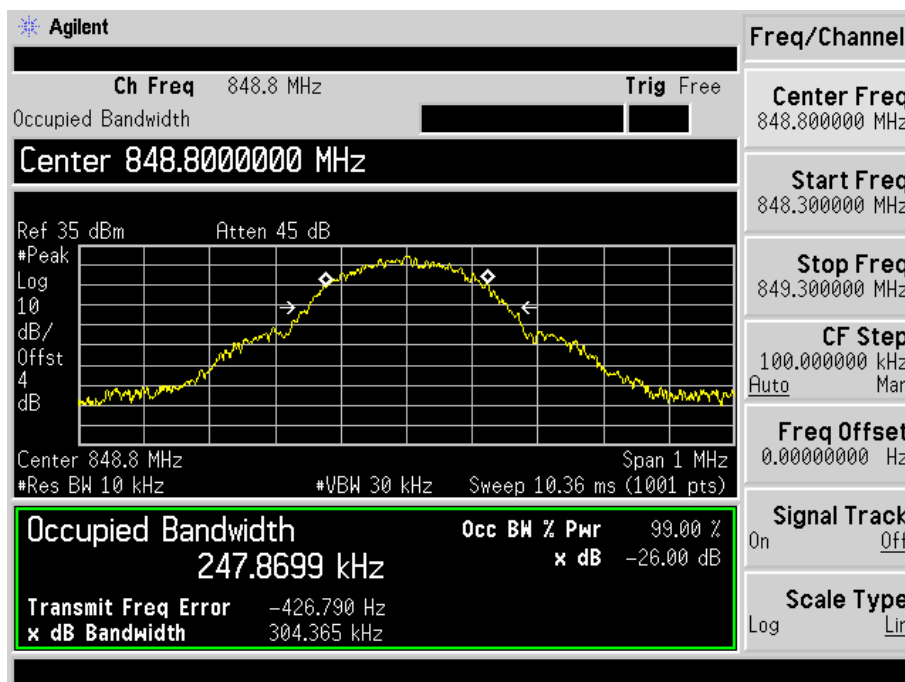 Agilent
Freq/Channel
Ch Freq 848.8 MHz Trig Free
Occupied Bandwidth
Center 848.8000000 MHz
Ref 35 dBm Atten 45 dB
#Peak
Log
10
dB/
Offst
4
dB
Center 848.8 MHz Span 1 MHz
#Res BW 10 kHz #VBW 30 kHz Sweep 10.36 ms (1001 pts)
Occupied Bandwidth Occ BW % Pwr 99.00 %
247.8699 kHz x dB -26.00 dB
Transmit Freq Error -426.790 Hz
x dB Bandwidth 304.365 kHz
Center Freq
848.800000 MHz
Start Freq
848.300000 MHz
Stop Freq
849.300000 MHz
CF Step
100.000000 kHz
Auto Man
Freq Offset
0.00000000 Hz
Signal Track
On Off
Scale Type
Log Lin